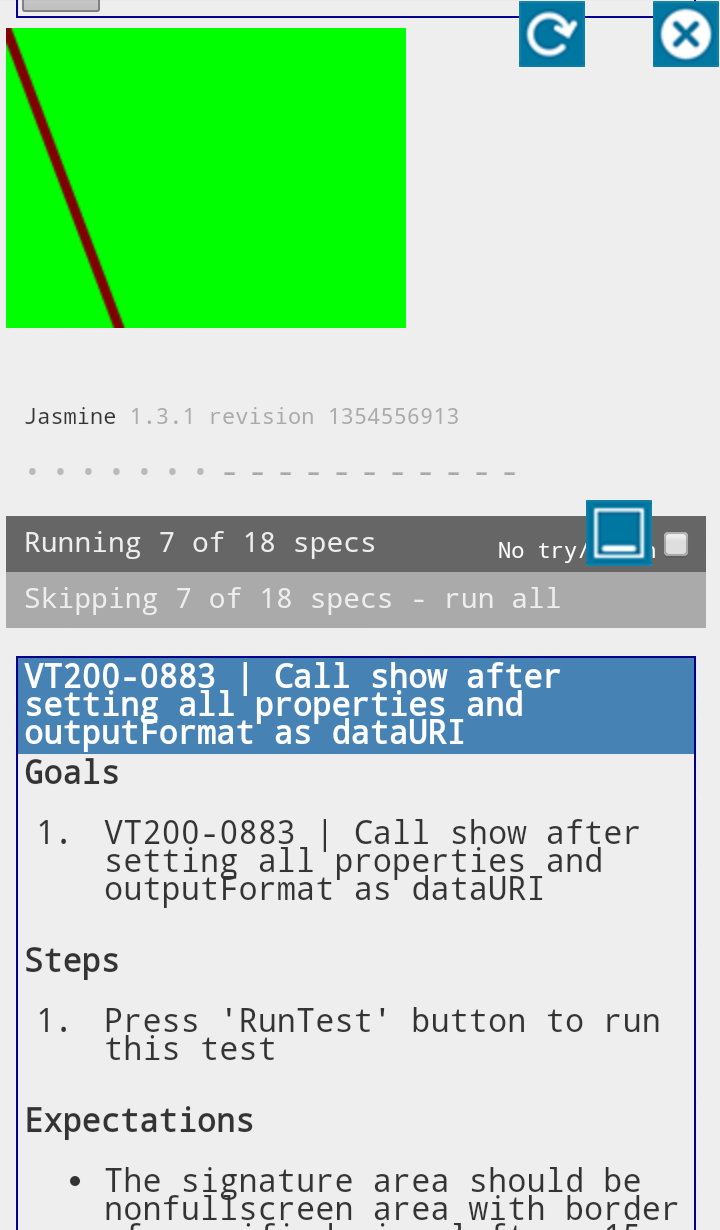 Jasmine 1.3.1 revision 1354556913
Running 7 of 18 specs
No try/
Skipping 7 of 18 specs - run all
VT200-0883 | Call show after
setting all properties and
outputFormat as dataURI
Goals
1. VT200-0883 | Call show after
setting all properties and
outputFormat as dataURI
Steps
1. Press 'RunTest' button to run
this test
Expectations
• The signature area should be
nonfullscreen area with border